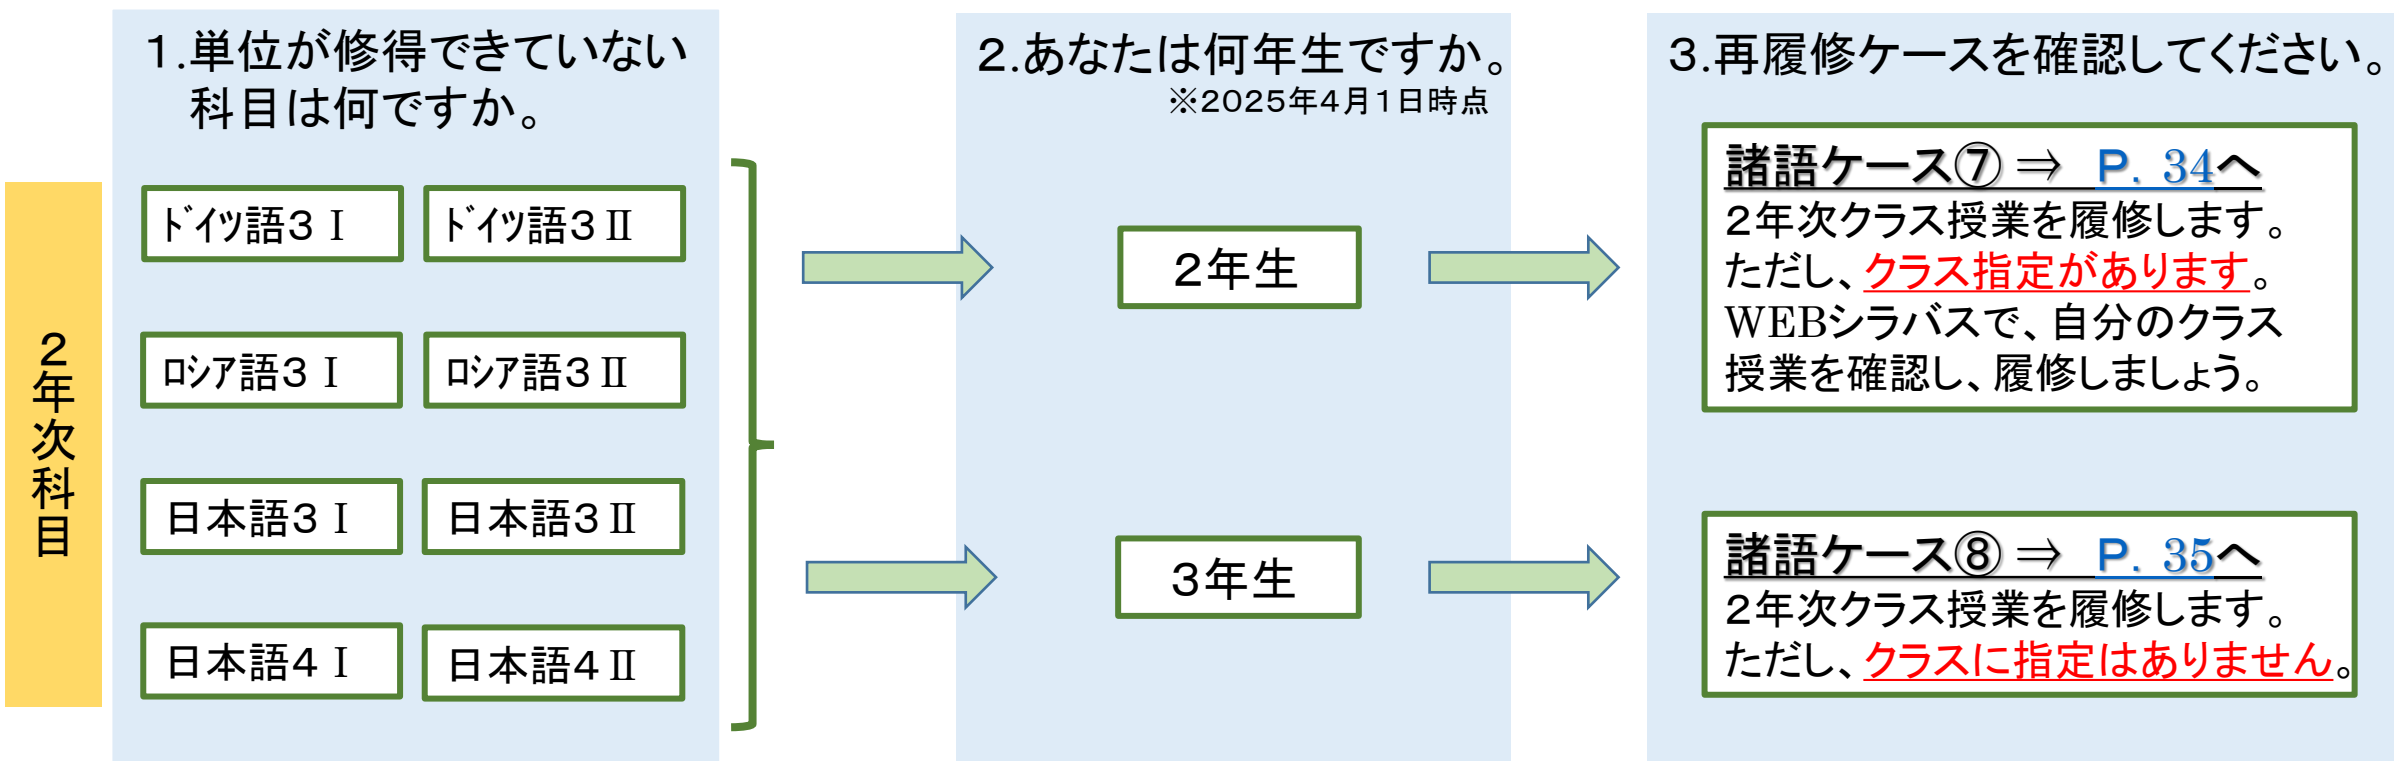 1.単位が修得できていない
科目は何ですか。
2年次科目
ﾄﾞｲﾂ語3Ⅰ
ﾄﾞｲﾂ語3Ⅱ
ﾛｼｱ語3Ⅰ
ﾛｼｱ語3Ⅱ
日本語3Ⅰ
日本語3Ⅱ
日本語4Ⅰ
日本語4Ⅱ
2.あなたは何年生ですか。
※2025年4月1日時点
2年生
3年生
3.再履修ケースを確認してください。
諸語ケース⑦⇒ P. 34へ
2年次クラス授業を履修します。
ただし、クラス指定があります。
WEBシラバスで、自分のクラス
授業を確認し、履修しましょう。
諸語ケース⑧⇒ P. 35へ
2年次クラス授業を履修します。
ただし、クラスに指定はありません。